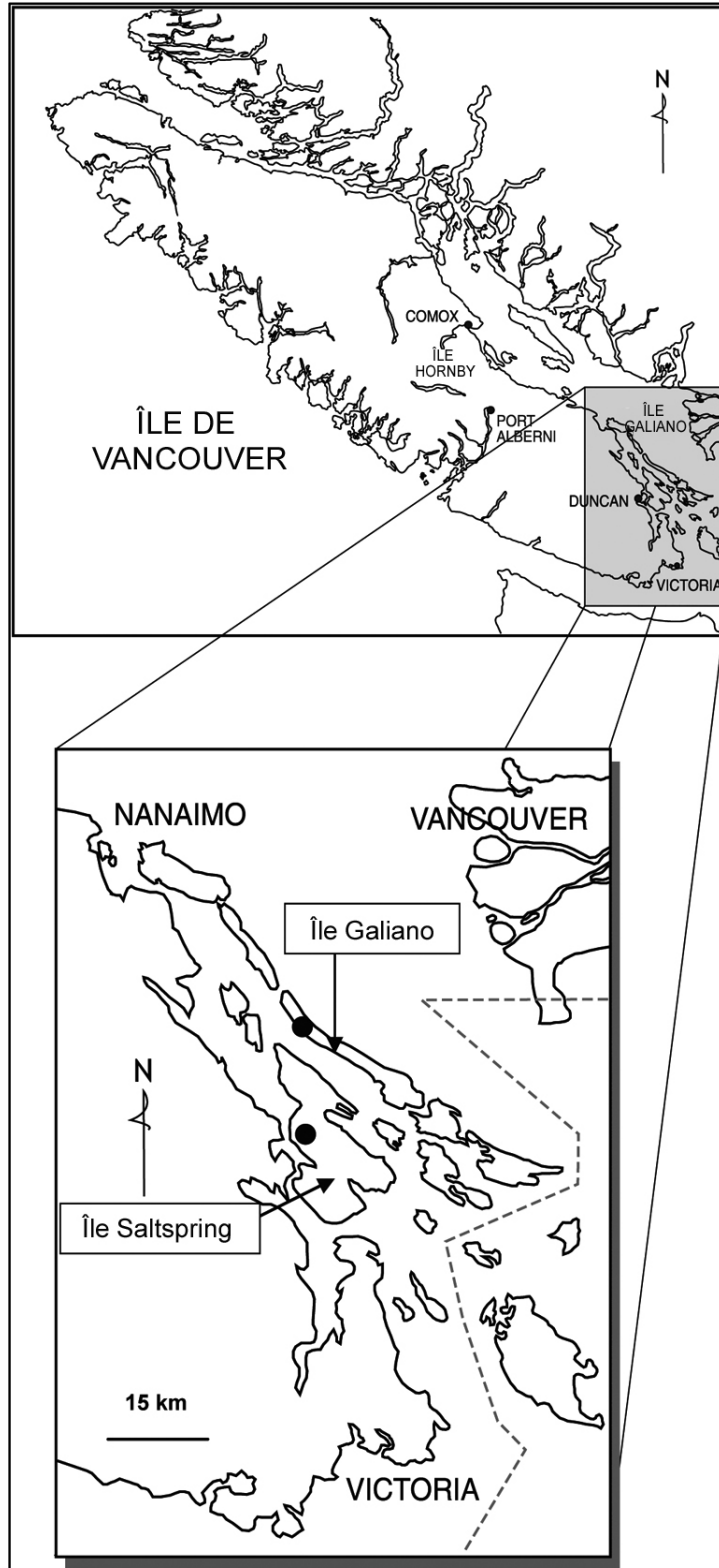 N
COMOX
ÎLE
HORNBY
ÎLE DE
VANCOUVER
PORT
ALBERNI
ÎLE
GALIANO
DUNCAN
VICTORIA
NANAIMO
VANCOUVER
Île Galiano
N
Île Saltspring
15 km
VICTORIA